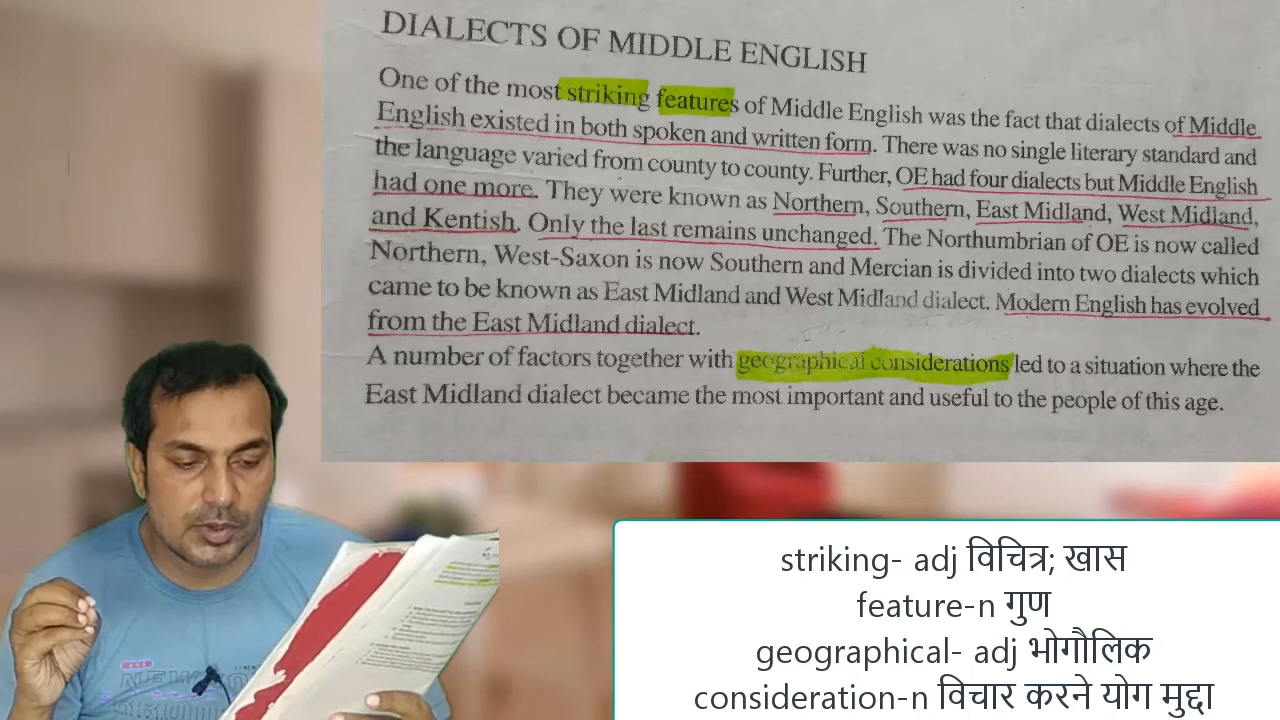 DIALECTS OF MIDDLE ENGLISH
One of the most striking features of Middle English was the fact that dialects of Middle
English existed in both spoken and written form. There was no single literary standard and
the language varied from county to county. Further, OE had four dialects but Middle English
had one more. They were known as Northern, Southern, East Midland, West Midland,
and Kentish. Only the last remains unchanged. The Northumbrian of OE is now called
Northern, West-Saxon is now Southern and Mercian is divided into two dialects which
came to be known as East Midland and West Midland dialect. Modern English has evolved
from the East Midland dialect.
A number of factors together with geographical considerations led to a situation where the
East Midland dialect became the most important and useful to the people of this age.
striking- adj विचित्र; खास
feature-n गुण
geographical- adj भोगौलिक
consideration-n विचार करने योग मुद्दा